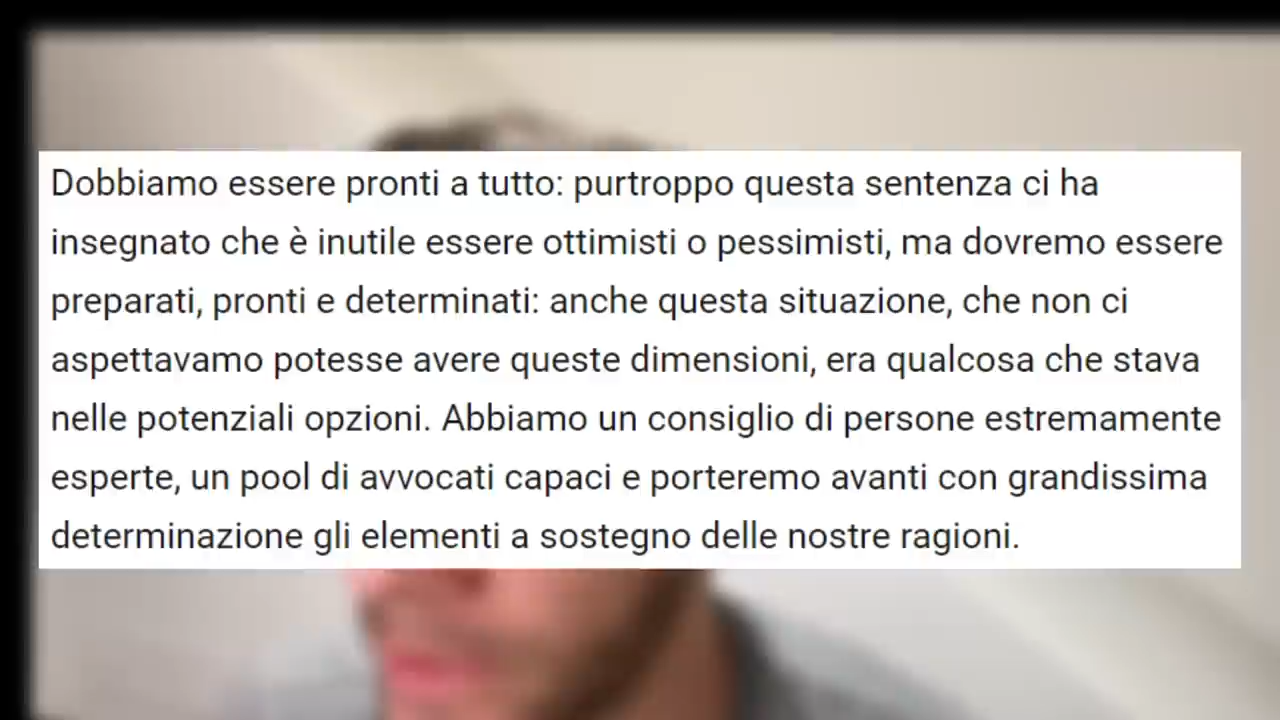 Dobbiamo essere pronti a tutto: purtroppo questa sentenza ci ha
insegnato che è inutile essere ottimisti o pessimisti, ma dovremo essere
preparati, pronti e determinati: anche questa situazione, che non ci
aspettavamo potesse avere queste dimensioni, era qualcosa che stava
nelle potenziali opzioni. Abbiamo un consiglio di persone estremamente
esperte, un pool di avvocati capaci e porteremo avanti con grandissima
determinazione gli elementi a sostegno delle nostre ragioni.